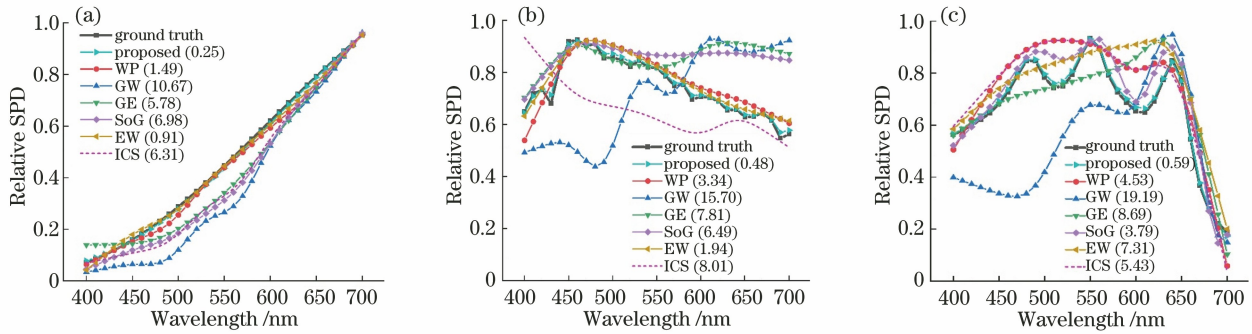 (a)
1.0
0.8
0.6
0.4
0.2
0
Relative SPD
ground truth
proposed (0.25)
WP (1.49)
GW (10.67)
GE (5.78)
SoG (6.98)
EW (0.91)
ICS (6.31)
400 450 500 550 600 650 700
Wavelength /nm
(b)
1.0
0.8
0.6
0.4
0.2
0
Relative SPD
ground truth
proposed (0.48)
WP (3.34)
GW (15.70)
GE (7.81)
SoG (6.49)
EW (1.94)
ICS (8.01)
400 450 500 550 600 650 700
Wavelength /nm
(c)
1.0
0.8
0.6
0.4
0.2
0
Relative SPD
ground truth
proposed (0.59)
WP (4.53)
GW (19.19)
GE (8.69)
SoG (3.79)
EW (7.31)
ICS (5.43)
400 450 500 550 600 650 700
Wavelength /nm